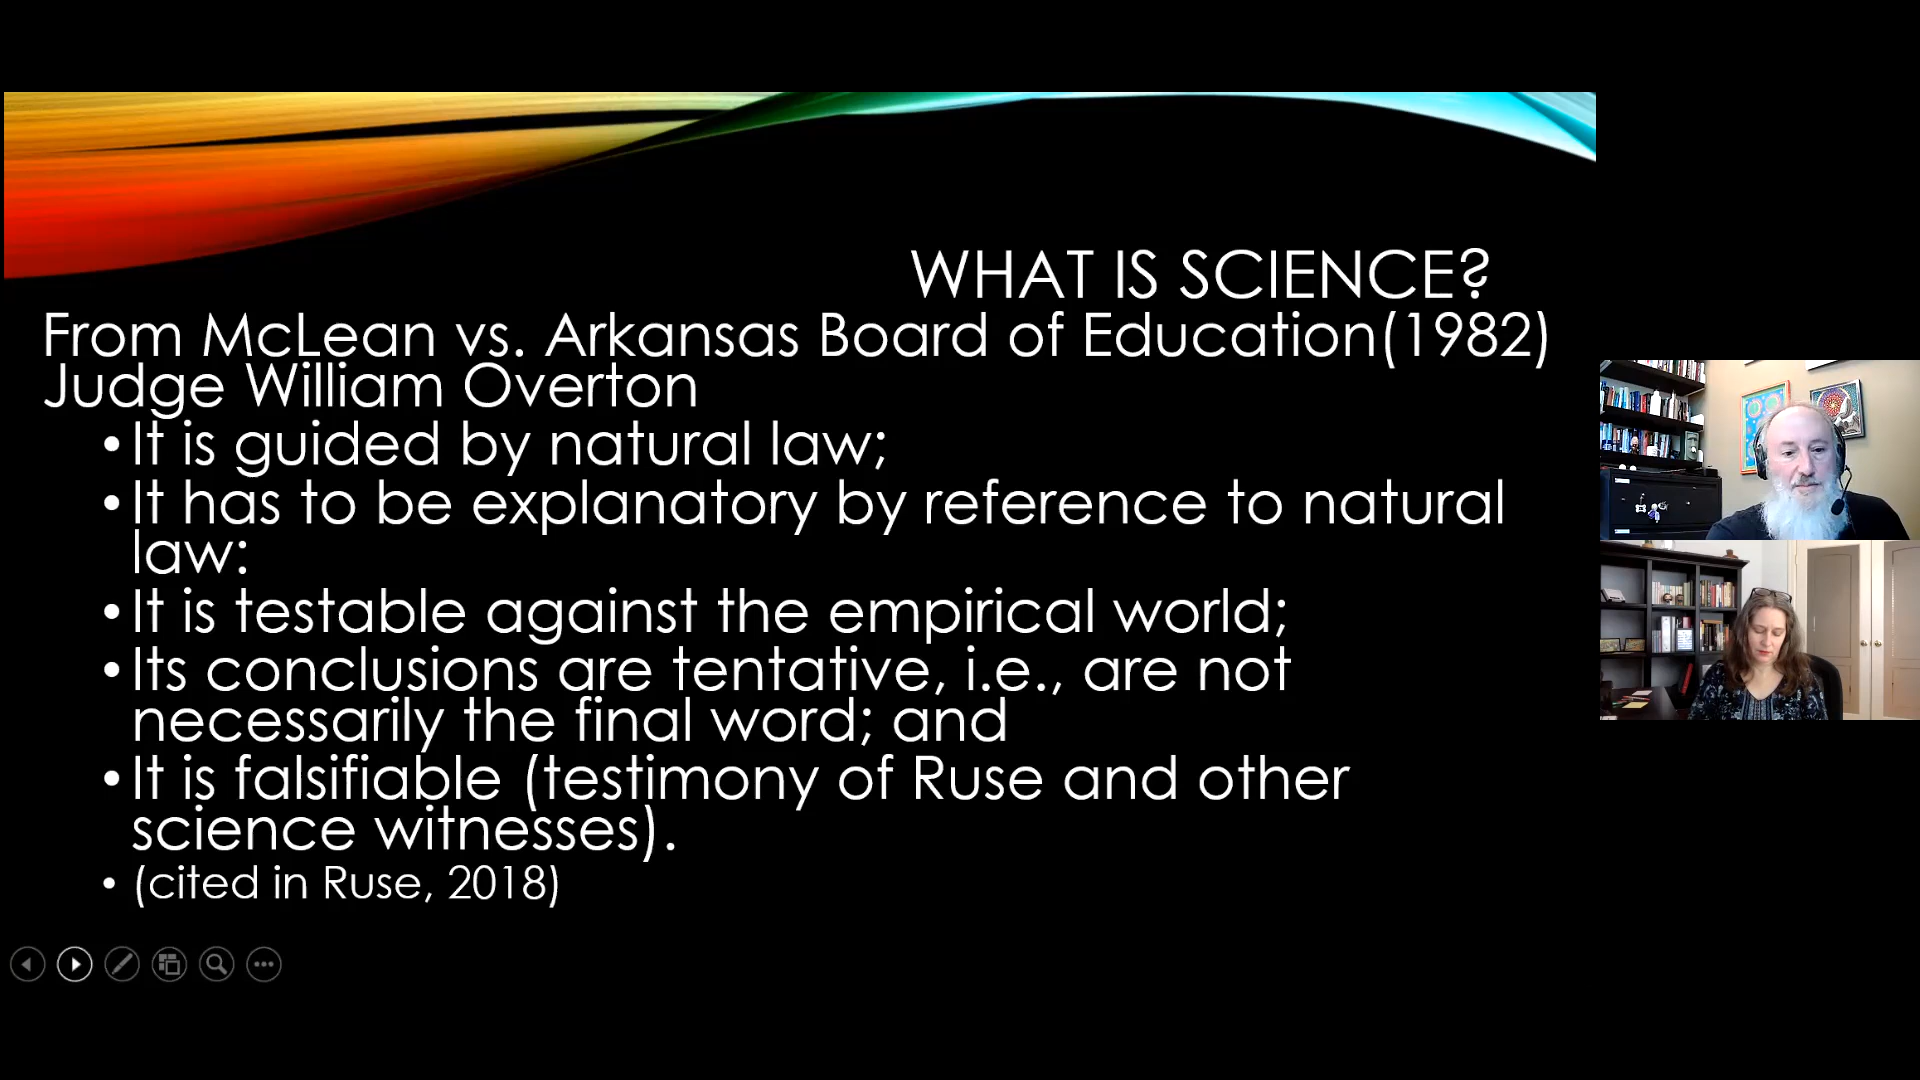 WHAT IS SCIENCE?
From McLean vs. Arkansas Board of Education(1982)
Judge William Overton
•It is guided by natural law;
•It has to be explanatory by reference to natural
law:
•It is testable against the empirical world;
•Its conclusions are tentative, i.e., are not
necessarily the final word; and
•It is falsifiable (testimony of Ruse and other
science witnesses).
• (cited in Ruse, 2018)